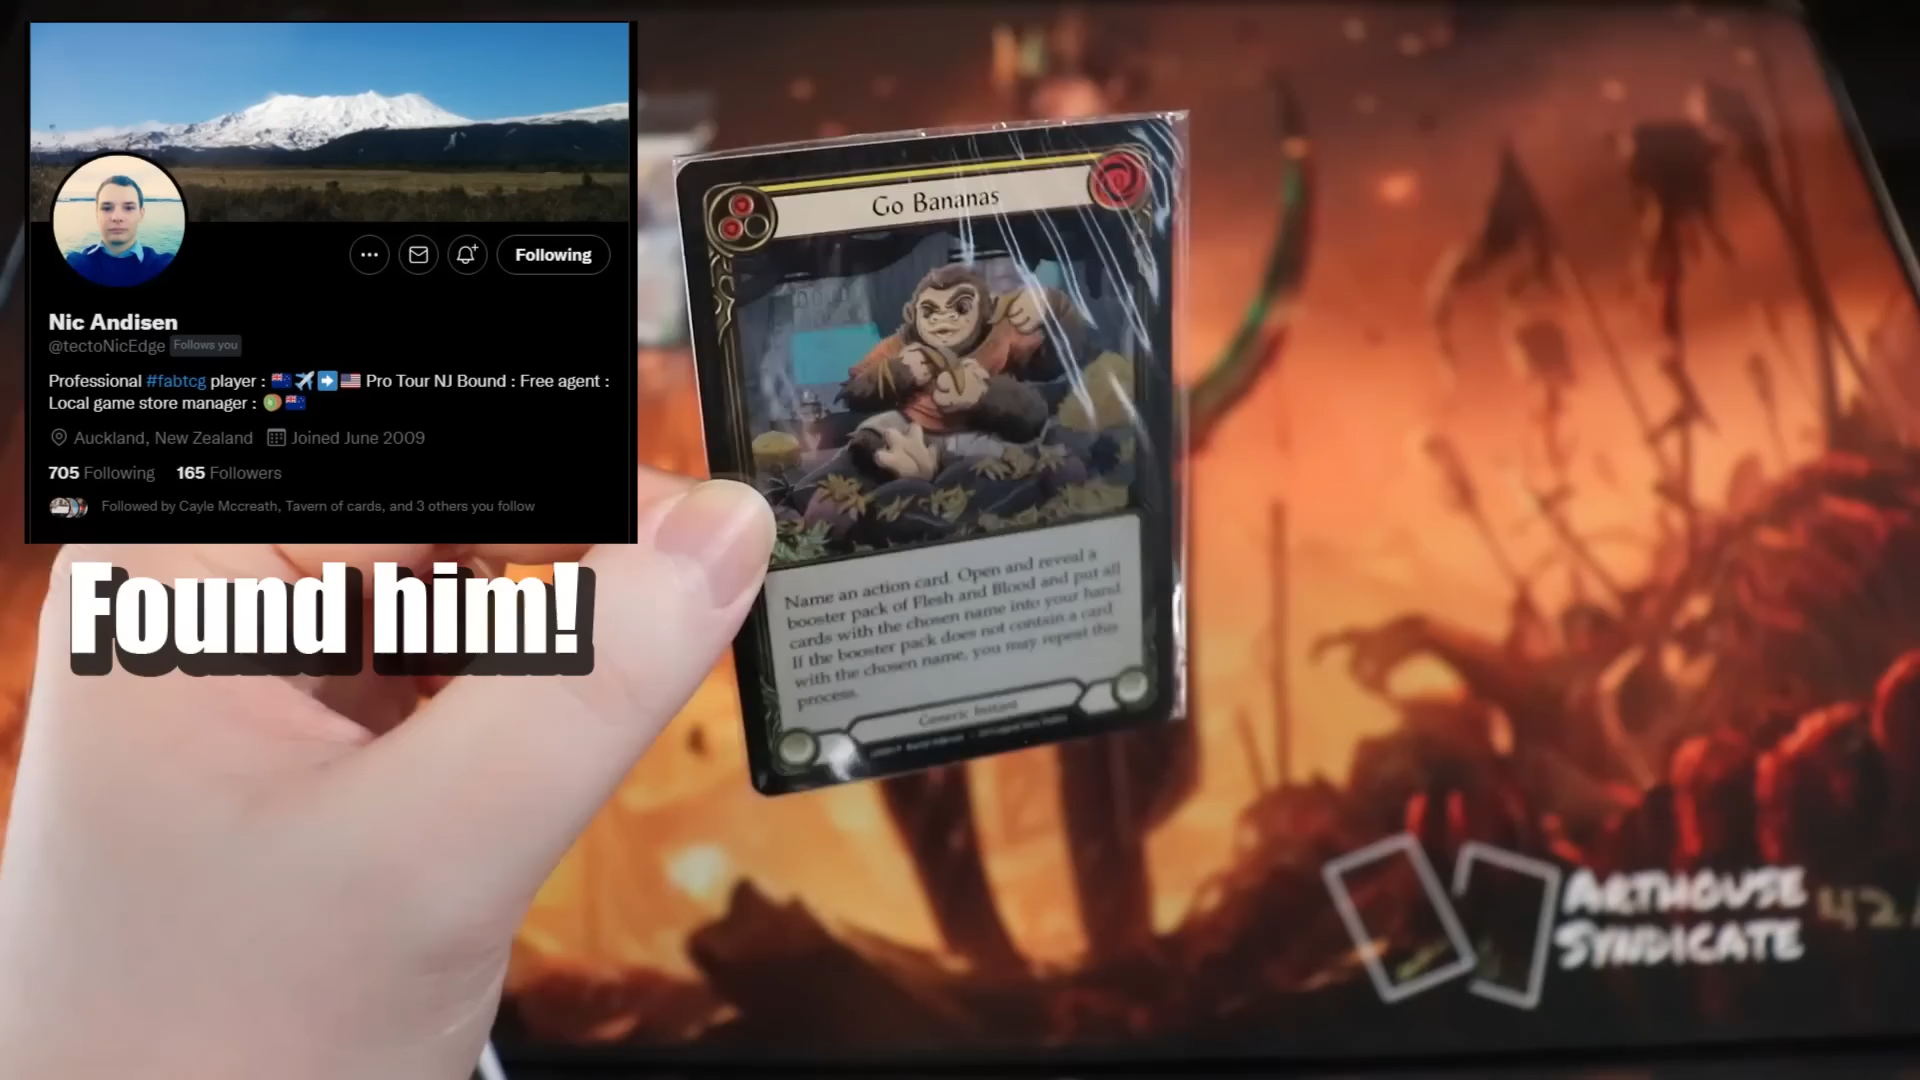 Nic Andisen
@tectoNicEdge Follows you
Following
Professional #fabtcg player : 🇳🇿✈️➡️🇺🇸 Pro Tour NJ Bound : Free agent :
Local game store manager : 🥝🇳🇿
Auckland, New Zealand Joined June 2009
705 Following 165 Followers
Followed by Cayle Mccreath, Tavern of cards, and 3 others you follow
Found him!
Go Bananas
Name an action card. Open and reveal a
booster pack of Flesh and Blood and put all
cards with the chosen name into your hand.
If the booster pack does not contain a card
with the chosen name, you may repeat this
process.
Generic Instant
ARTHOUSE
SYNDICATE
42